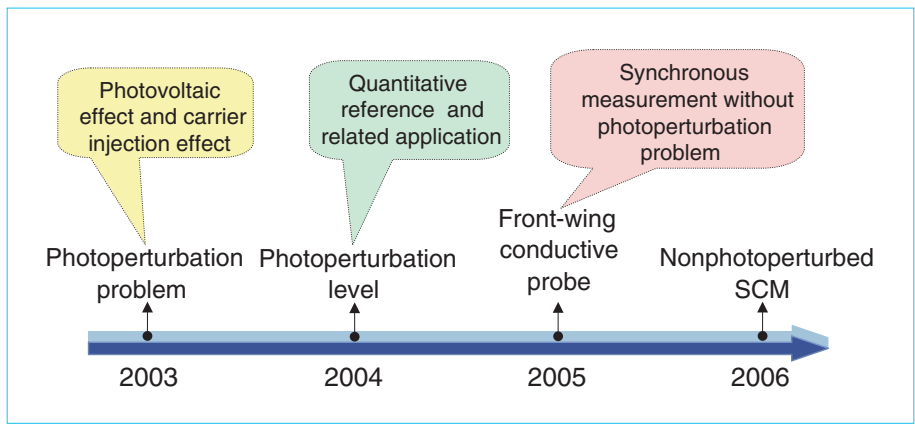 Photovoltaic
effect and carrier
injection effect
Quantitative
reference and
related application
Synchronous
measurement without
photoperturbation
problem
Photoperturbation
problem
Photoperturbation
level
Front-wing
conductive
probe
Nonphotoperturbed
SCM
2003
2004
2005
2006